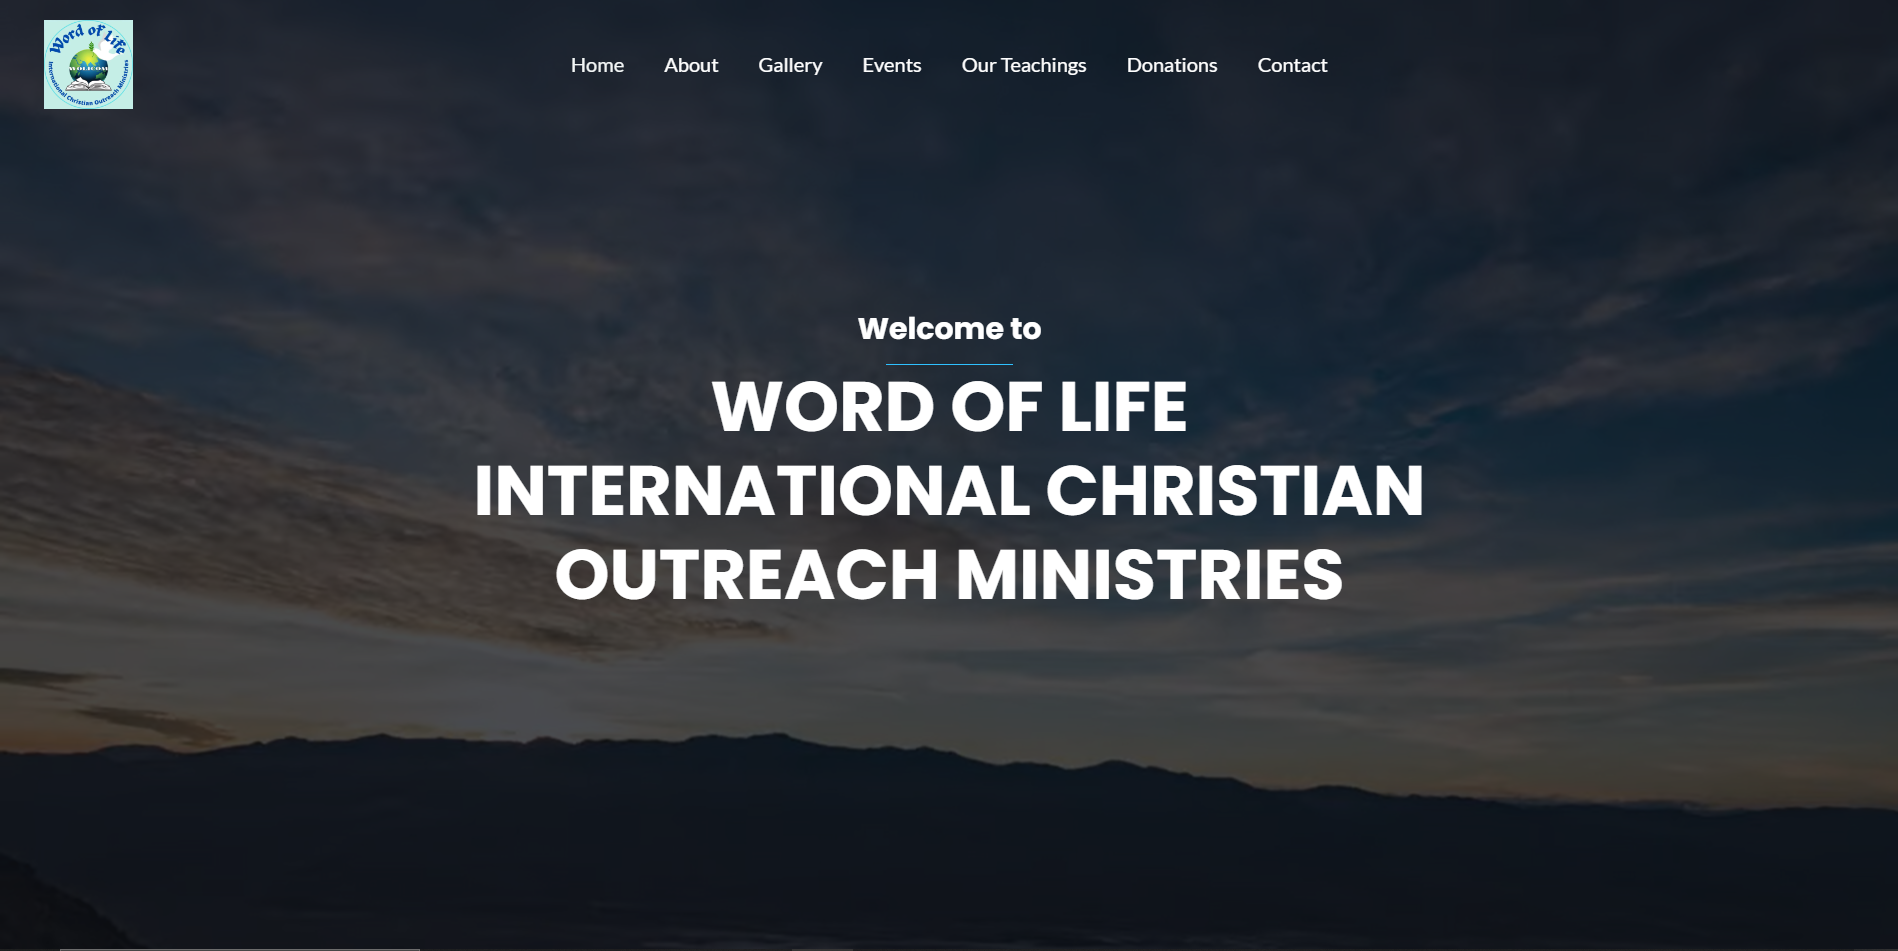 Word of Life
WOLICOM
International Christian Outreach Ministries
Home
About
Gallery
Events
Our Teachings
Donations
Contact
Welcome to
WORD OF LIFE
INTERNATIONAL CHRISTIAN
OUTREACH MINISTRIES